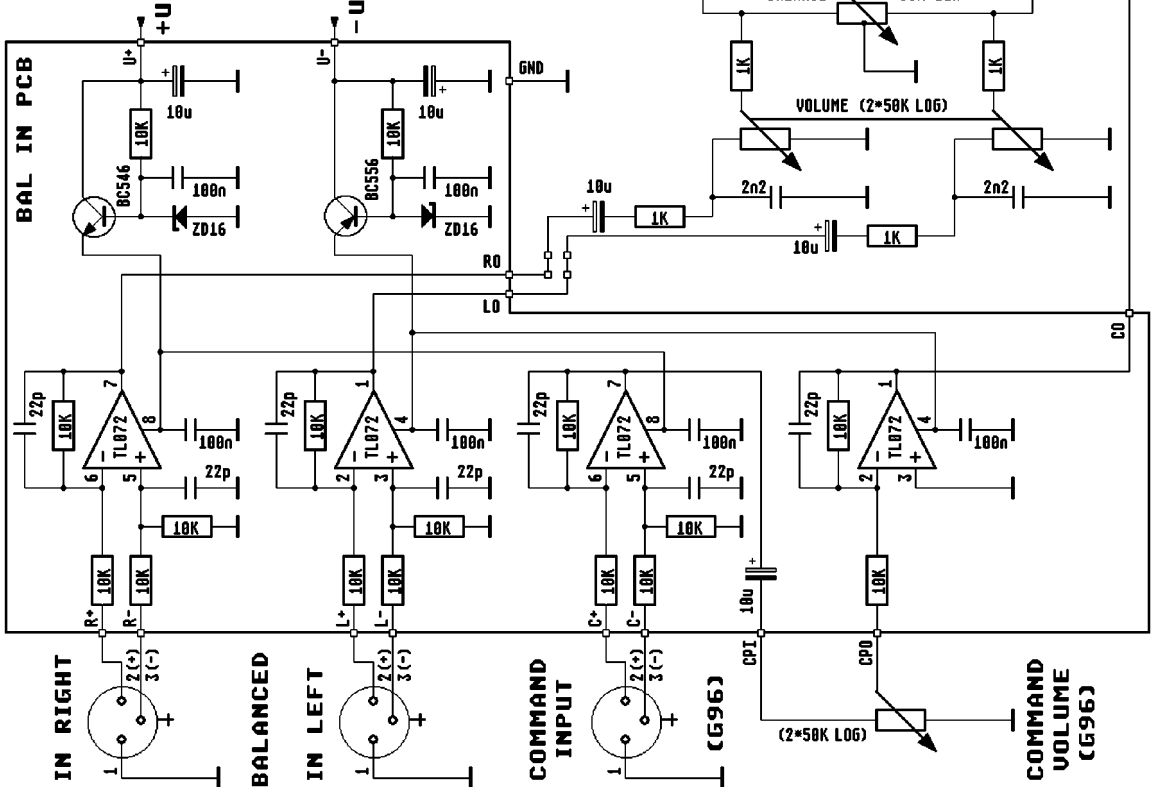 +U
-U
U+
U-
GND
BAL IN PCB
10u
10u
10K
10K
BC546
BC556
100n
100n
ZD16
ZD16
1K
1K
VOLUME (2*50K LOG)
2n2
2n2
10u
1K
10u
1K
RO
LO
CO
22p
10K
7
8
TL072
6
5
100n
22p
10K
22p
10K
1
4
TL072
2
3
100n
22p
10K
22p
10K
7
8
TL072
6
5
100n
22p
10K
22p
10K
1
4
TL072
2
3
100n
10K
10K
10K
10K
10K
10K
10u
10K
R+
R-
L+
L-
C+
C-
CPI
CPO
2(+)
3(-)
2(+)
3(-)
2(+)
3(-)
1
1
1
IN RIGHT
BALANCED
IN LEFT
COMMAND
INPUT
(G96)
(2*50K LOG)
COMMAND
VOLUME
(G96)